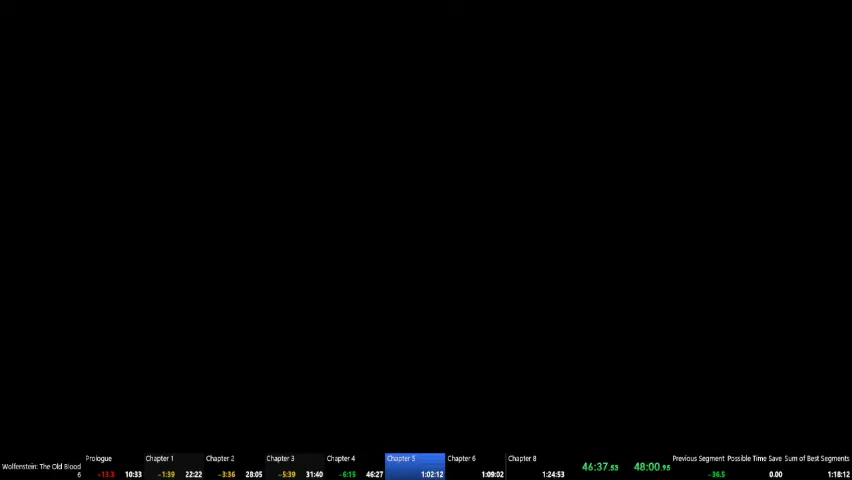 Prologue Chapter 1 Chapter 2 Chapter 3 Chapter 4 Chapter 5 Chapter 6 Chapter 8 Previous Segment Possible Time Save Sum of Best Segments
Wolfenstein: The Old Blood 46:37.53 48:00.95
6 −13.3 10:33 −1:39 22:22 −3:36 28:05 −5:39 31:40 −6:15 46:27 1:02:12 1:09:02 1:24:53 −36.5 0.00 1:18:12